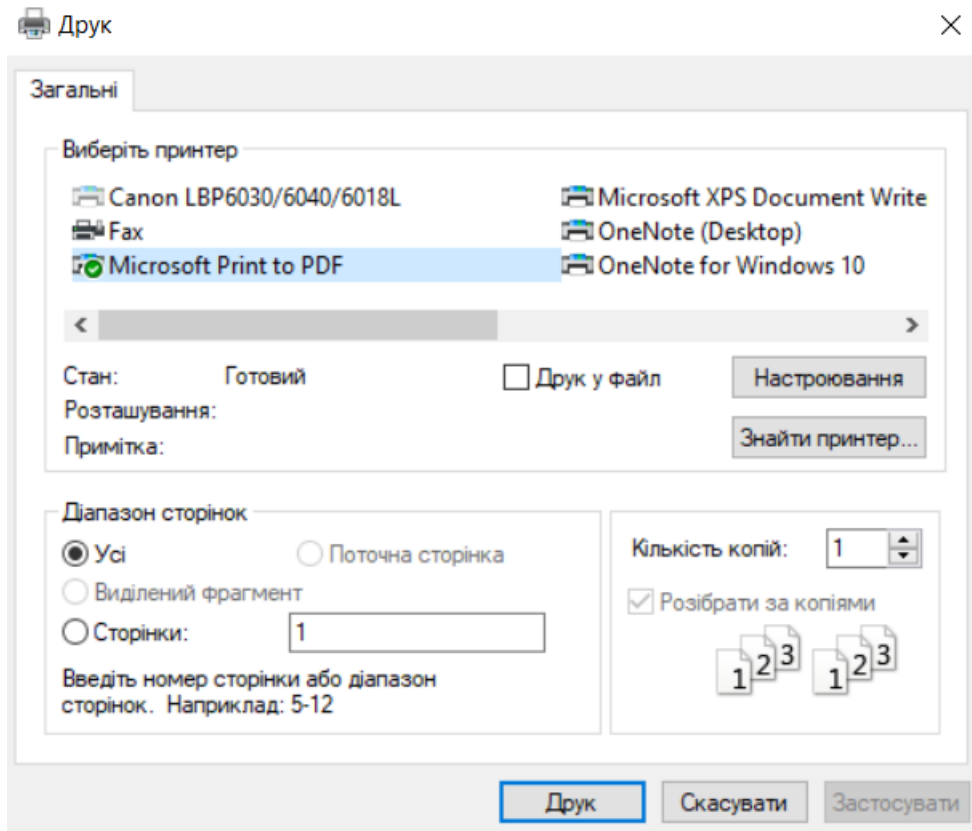 Друк
Загальні
Виберіть принтер
Canon LBP6030/6040/6018L
Microsoft XPS Document Write
Fax
OneNote (Desktop)
Microsoft Print to PDF
OneNote for Windows 10
Стан: Готовий
Друк у файл
Настроювання
Розташування:
Примітка:
Знайти принтер...
Діапазон сторінок
Усі
Поточна сторінка
Виділений фрагмент
Сторінки: 1
Введіть номер сторінки або діапазон
сторінок. Наприклад: 5-12
Кількість копій: 1
Розібрати за копіями
1 2 3 1 2 3
Друк
Скасувати
Застосувати